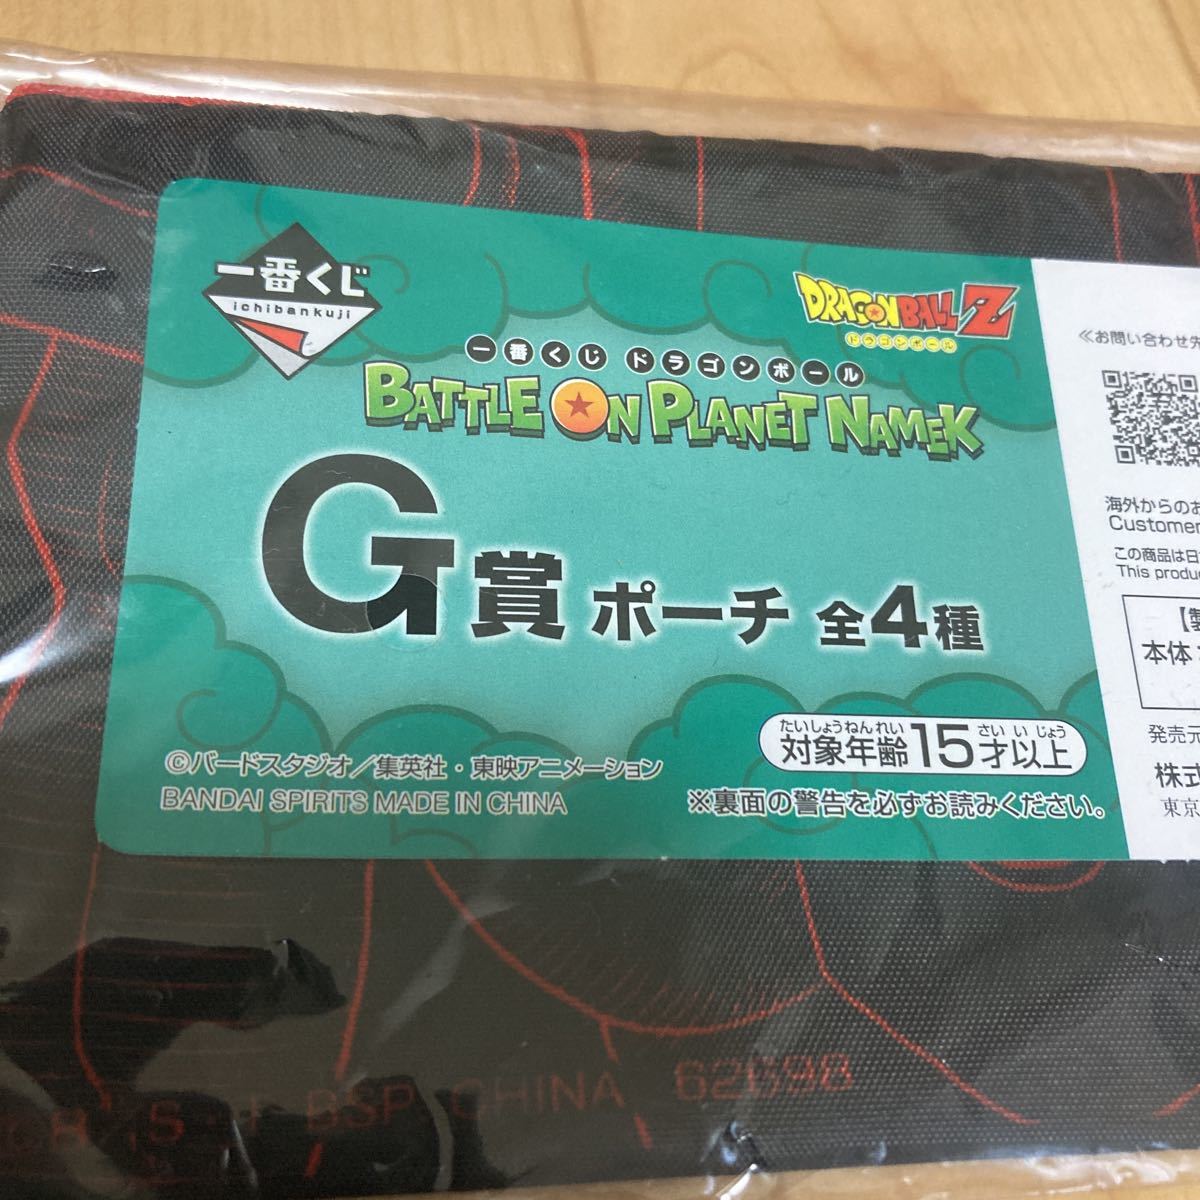 一番くじ
ichibankuji
DRAGONBALL Z
ドラゴンボール
一番くじ ドラゴンボール
BATTLE ON PLANET NAMEK
G賞 ポーチ 全4種
たいしょうねんれい さい いじょう
対象年齢15才以上
©バードスタジオ/集英社・東映アニメーション
BANDAI SPIRITS MADE IN CHINA
※裏面の警告を必ずお読みください。
≪お問い合わせ先
海外からのお
Customer
この商品は日
This produc
【製
本体
発売元
株式
東京
CH/S BSP CHINA 62698